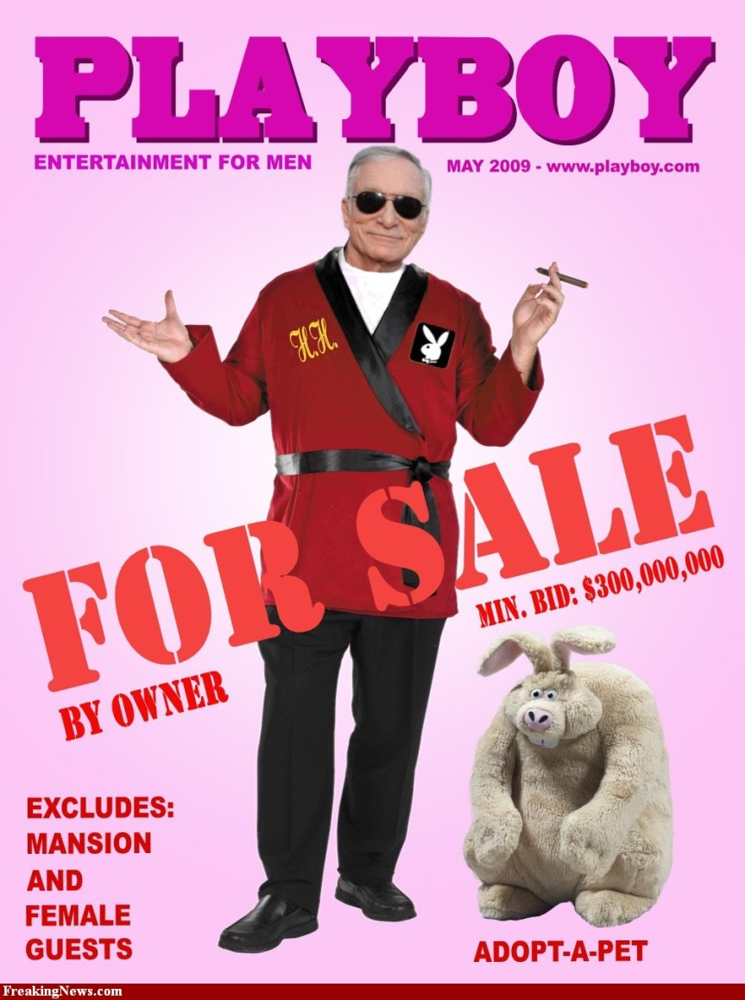 PLAYBOY
ENTERTAINMENT FOR MEN
MAY 2009 - www.playboy.com
H.H.
FOR SALE
MIN. BID: $300,000,000
BY OWNER
EXCLUDES:
MANSION
AND
FEMALE
GUESTS
ADOPT-A-PET
FreakingNews.com